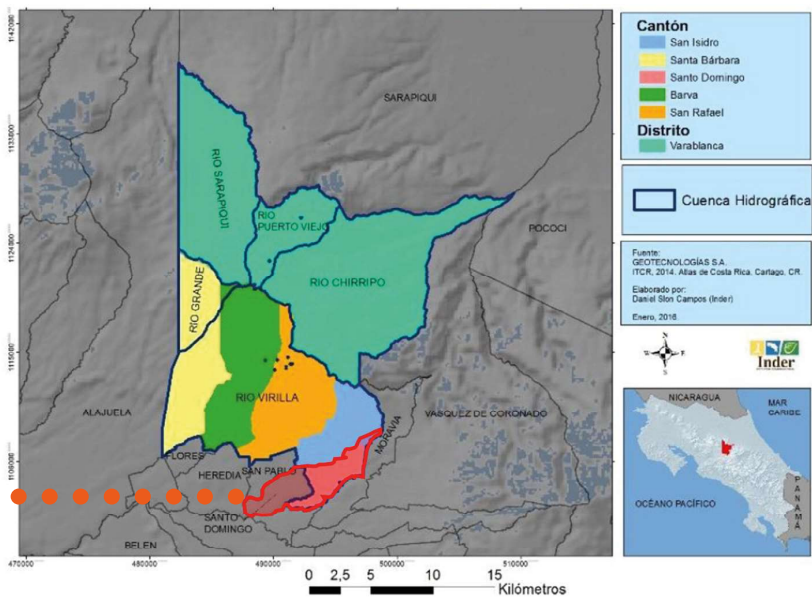 Cantón
San Isidro
Santa Bárbara
Santo Domingo
Barva
San Rafael
Distrito
Varablanca
Cuenca Hidrográfica
Fuente:
GEOTECNOLOGÍAS S.A.
ITCR, 2014. Atlas de Costa Rica. Cartago, CR.
Elaborado por:
Daniel Slon Campos (Inder)
Enero, 2016.
N
W
E
S
Inder
NICARAGUA
MAR
CARIBE
OCÉANO PACÍFICO
PANAMÁ
SARAPIQUI
RIO SARAPIQUI
RIO
PUERTO VIEJO
POCOCI
RIO GRANDE
RIO CHIRRIPO
RIO VIRILLA
ALAJUELA
VASQUEZ DE CORONADO
MORAVIA
FLORES
HEREDIA
SAN PABLO
SANTO
DOMINGO
BELEN
1124000
1115000
470000
480000
490000
500000
510000
0 2,5 5 10 15
Kilómetros